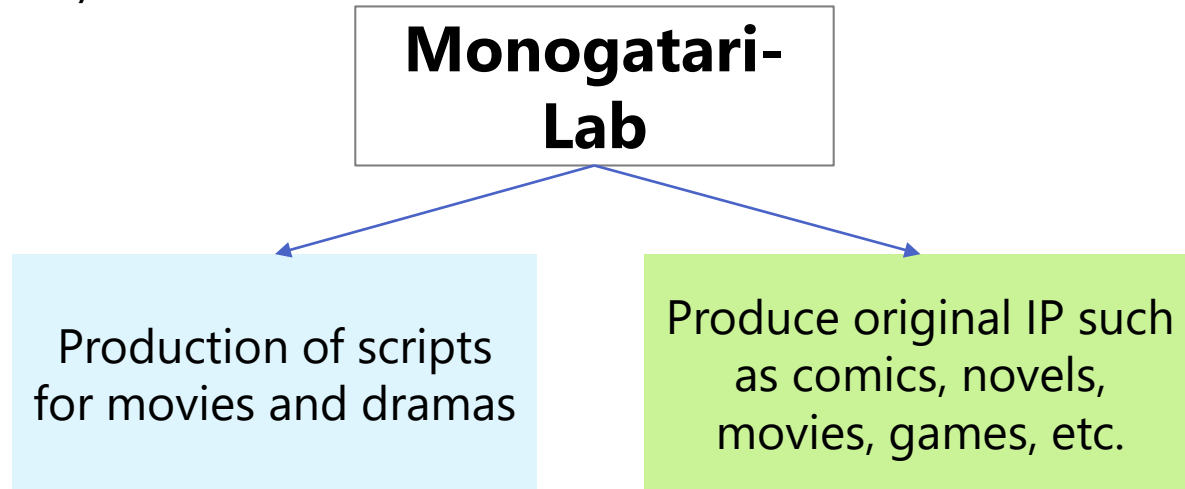 Monogatari-
Lab
Production of scripts
for movies and dramas
Produce original IP such
as comics, novels,
movies, games, etc.